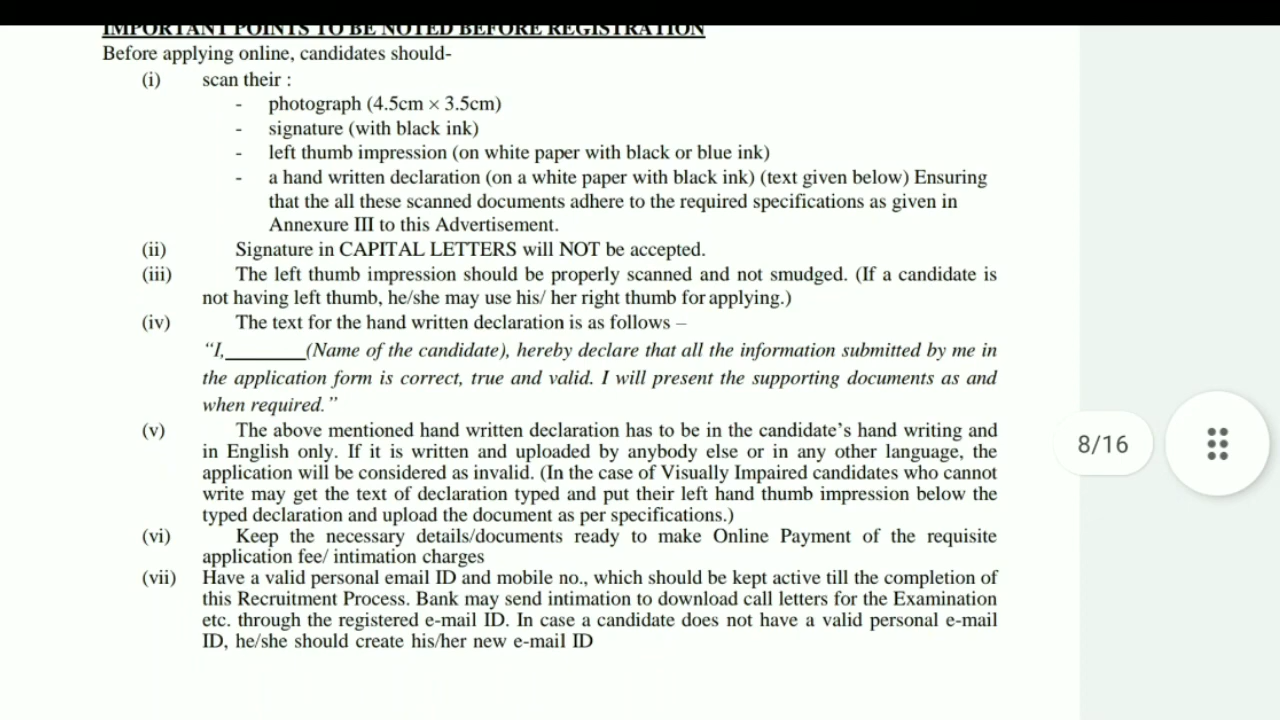 IMPORTANT POINTS TO BE NOTED BEFORE REGISTRATION
Before applying online, candidates should-
(i) scan their :
- photograph (4.5cm × 3.5cm)
- signature (with black ink)
- left thumb impression (on white paper with black or blue ink)
- a hand written declaration (on a white paper with black ink) (text given below) Ensuring
that the all these scanned documents adhere to the required specifications as given in
Annexure III to this Advertisement.
(ii) Signature in CAPITAL LETTERS will NOT be accepted.
(iii) The left thumb impression should be properly scanned and not smudged. (If a candidate is
not having left thumb, he/she may use his/ her right thumb for applying.)
(iv) The text for the hand written declaration is as follows –
“I,________(Name of the candidate), hereby declare that all the information submitted by me in
the application form is correct, true and valid. I will present the supporting documents as and
when required.”
(v) The above mentioned hand written declaration has to be in the candidate’s hand writing and
in English only. If it is written and uploaded by anybody else or in any other language, the
application will be considered as invalid. (In the case of Visually Impaired candidates who cannot
write may get the text of declaration typed and put their left hand thumb impression below the
typed declaration and upload the document as per specifications.)
(vi) Keep the necessary details/documents ready to make Online Payment of the requisite
application fee/ intimation charges
(vii) Have a valid personal email ID and mobile no., which should be kept active till the completion of
this Recruitment Process. Bank may send intimation to download call letters for the Examination
etc. through the registered e-mail ID. In case a candidate does not have a valid personal e-mail
ID, he/she should create his/her new e-mail ID
8/16